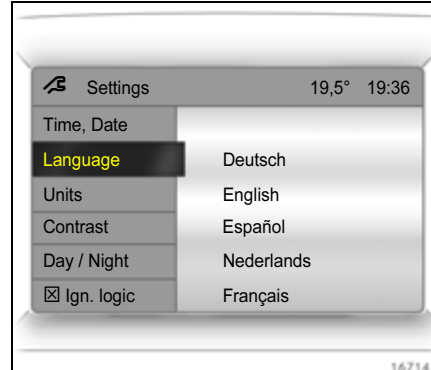 Settings 19,5° 19:36
Time, Date
Language Deutsch
Units English
Contrast Español
Day / Night Nederlands
☒ Ign. logic Français
16714